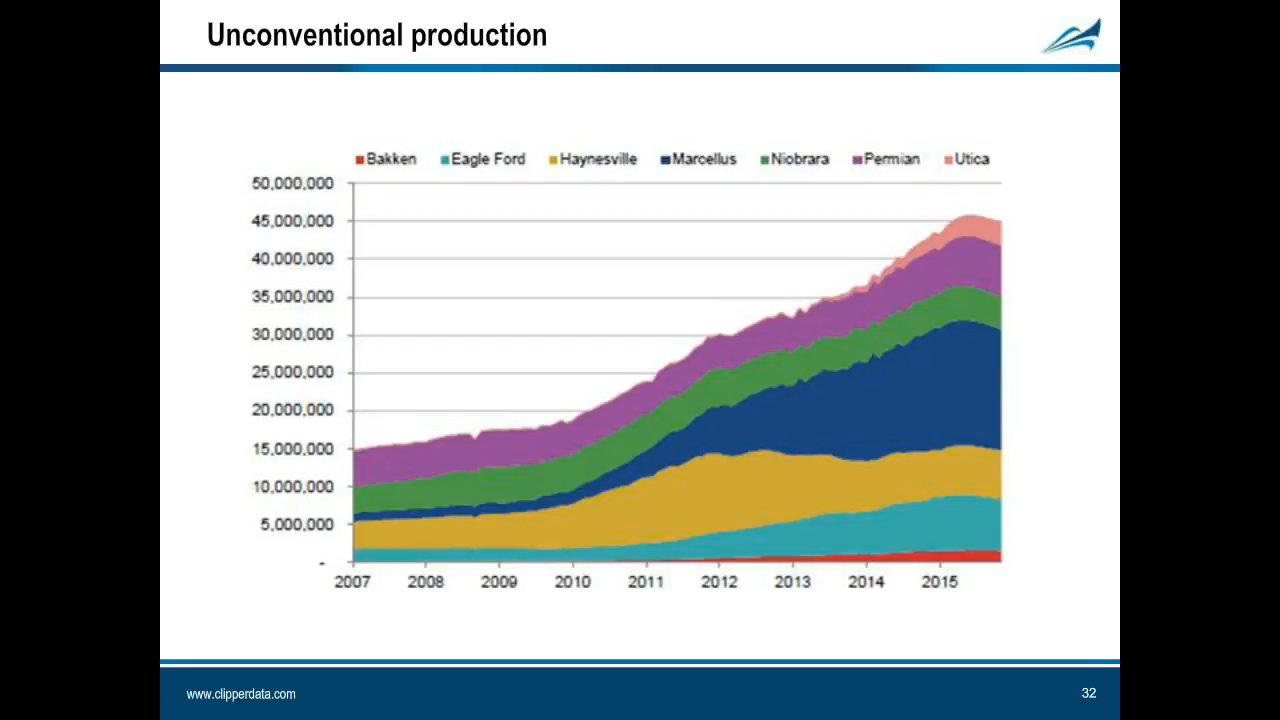 Unconventional production
Bakken Eagle Ford Haynesville Marcellus Niobrara Permian Utica
50,000,000
45,000,000
40,000,000
35,000,000
30,000,000
25,000,000
20,000,000
15,000,000
10,000,000
5,000,000
-
2007 2008 2009 2010 2011 2012 2013 2014 2015
www.clipperdata.com 32